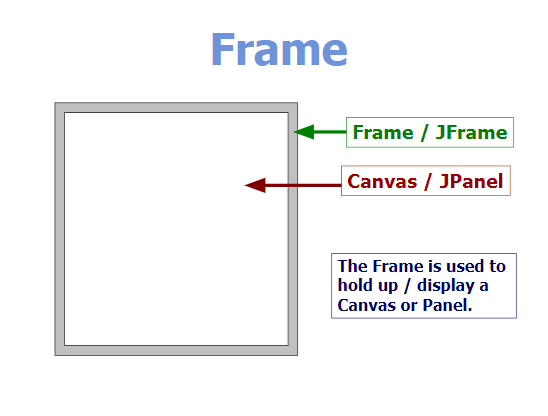 Frame
Frame / JFrame
Canvas / JPanel
The Frame is used to
hold up / display a
Canvas or Panel.